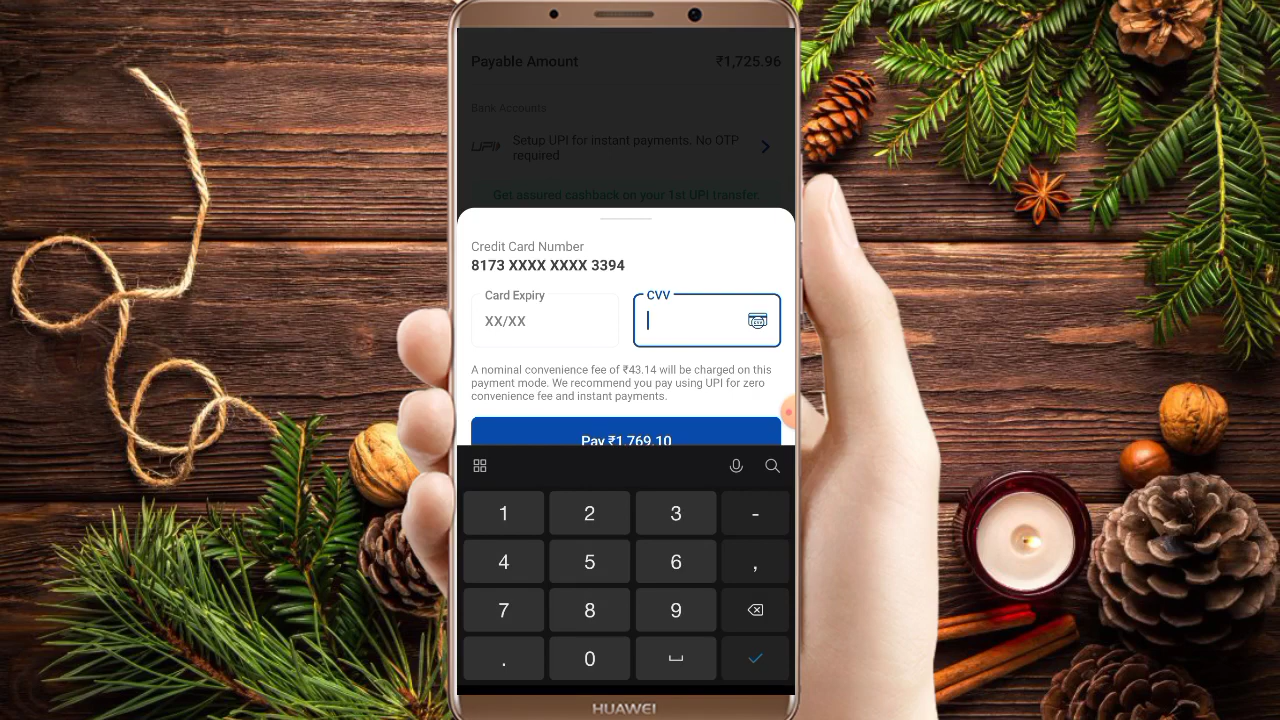 Payable Amount ₹1,725.96
Bank Accounts
UPI Setup UPI for instant payments. No OTP
required
Get assured cashback on your 1st UPI transfer
Credit Card Number
8173 XXXX XXXX 3394
Card Expiry CVV
XX/XX
A nominal convenience fee of ₹43.14 will be charged on this
payment mode. We recommend you pay using UPI for zero
convenience fee and instant payments.
Pay ₹1,769.10
1 2 3 -
4 5 6 ,
7 8 9
. 0
HUAWEI